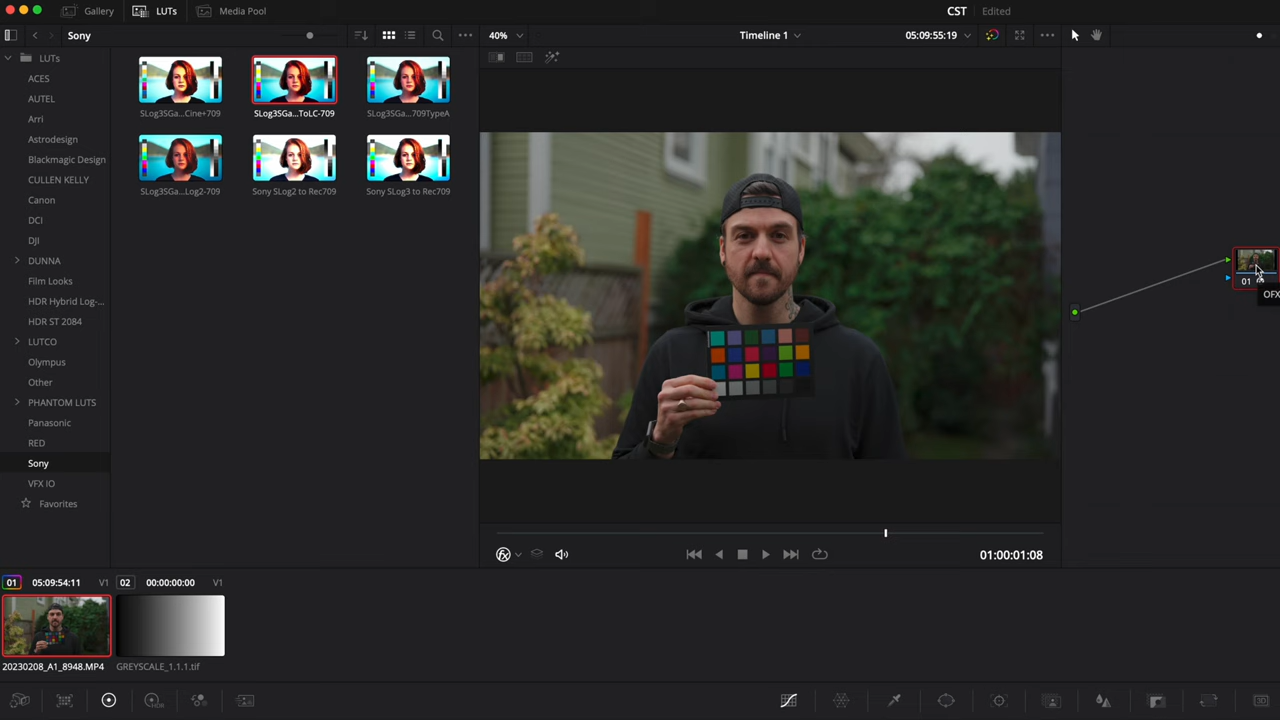 Gallery
LUTs
Media Pool
CST
Edited
Sony
40%
Timeline 1
05:09:55:19
LUTs
ACES
AUTEL
Arri
Astrodesign
Blackmagic Design
CULLEN KELLY
Canon
DCI
DJI
DUNNA
Film Looks
HDR Hybrid Log-...
HDR ST 2084
LUTCO
Olympus
Other
PHANTOM LUTS
Panasonic
RED
Sony
VFX IO
Favorites
SLog3SGa...Cine+709
SLog3SGa...ToLC-709
SLog3SGa...709TypeA
SLog3SGa...Log2-709
Sony SLog2 to Rec709
Sony SLog3 to Rec709
01
OFX
fx
01:00:01:08
01
05:09:54:11
V1
02
00:00:00:00
V1
20230208_A1_8948.MP4
GREYSCALE_1.1.1.tif
HDR
3D